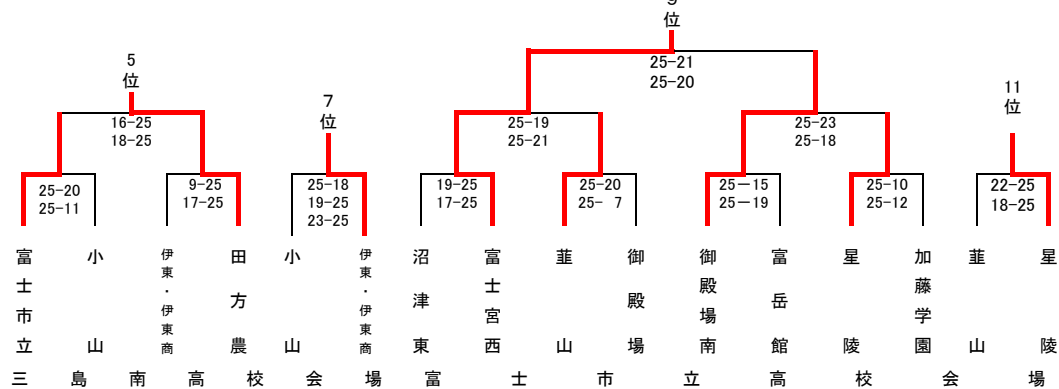 9位
25-21
25-20
5位
7位
11位
16-25
18-25
25-19
25-21
25-23
25-18
25-20
25-11
9-25
17-25
25-18
19-25
23-25
19-25
17-25
25-20
25- 7
25－15
25－19
25-10
25-12
22-25
18-25
富士市立
小山
伊東・伊東商
田方農
小山
伊東・伊東商
沼津東
富士宮西
韮山
御殿場
御殿場南
富岳館
星陵
加藤学園
韮山
星陵
三島南高校会場
富士市立高校会場